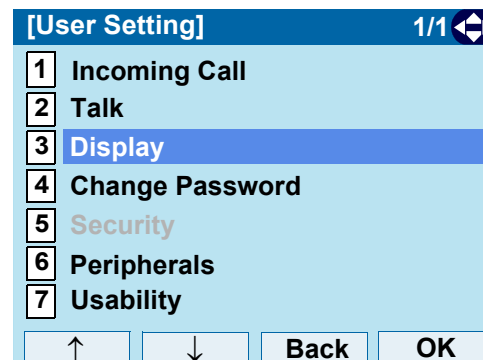 [User Setting] 1/1
1 Incoming Call
2 Talk
3 Display
4 Change Password
5 Security
6 Peripherals
7 Usability
↑ ↓ Back OK